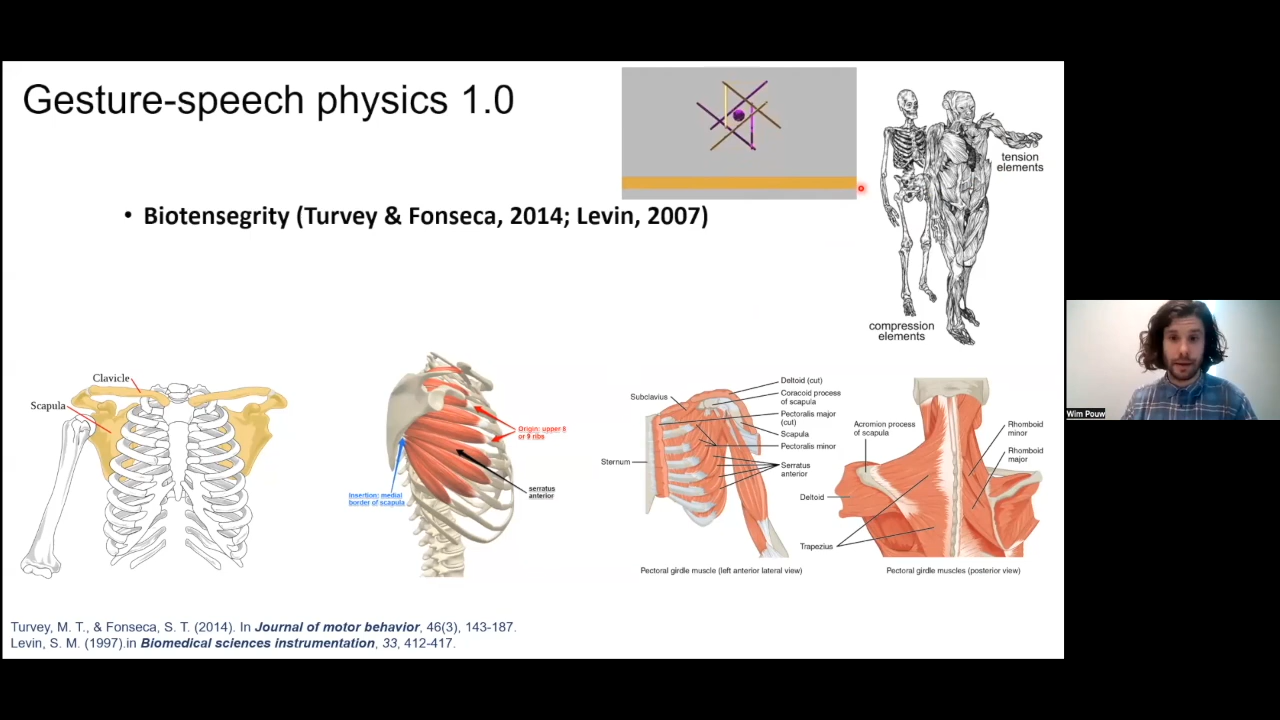 Gesture-speech physics 1.0
• Biotensegrity (Turvey & Fonseca, 2014; Levin, 2007)
tension
elements
compression
elements
Clavicle
Scapula
Origin: upper 8
or 9 ribs
Insertion: medial
border of scapula
serratus
anterior
Subclavius
Sternum
Deltoid (cut)
Coracoid process
of scapula
Pectoralis major
(cut)
Scapula
Pectoralis minor
Serratus
anterior
Pectoral girdle muscle (left anterior lateral view)
Acromion process
of scapula
Deltoid
Trapezius
Rhomboid
minor
Rhomboid
major
Pectoral girdle muscles (posterior view)
Turvey, M. T., & Fonseca, S. T. (2014). In Journal of motor behavior, 46(3), 143-187.
Levin, S. M. (1997).in Biomedical sciences instrumentation, 33, 412-417.
Wim Pouw